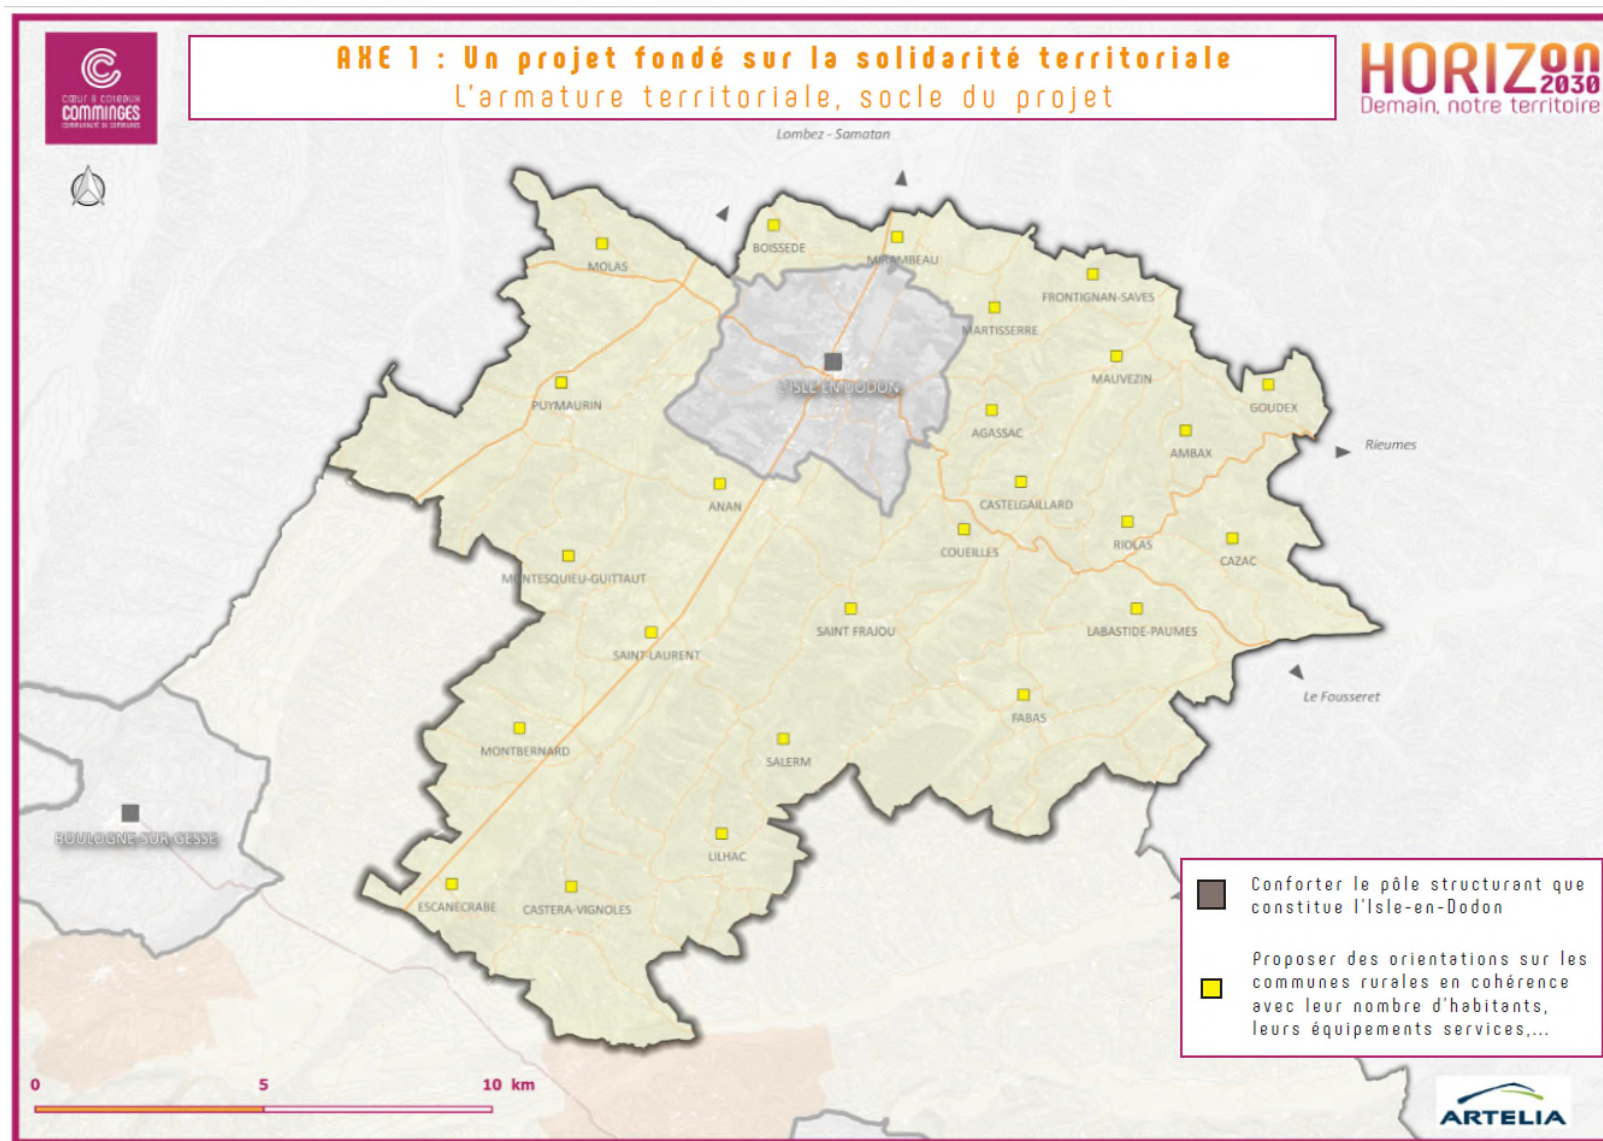 CŒUR & COTEAUX
COMMINGES
COMMUNAUTÉ DE COMMUNES
AXE 1 : Un projet fondé sur la solidarité territoriale
L'armature territoriale, socle du projet
HORIZon
2030
Demain, notre territoire
Lombez - Samatan
BOISSEDE
MIRAMBEAU
MOLAS
FRONTIGNAN-SAVES
MARTISSERRE
MAUVEZIN
L'ISLE EN DODON
PUYMAURIN
GOUDEX
AGASSAC
AMBAX
Rieumes
ANAN
CASTELGAILLARD
COUEILLES
RIOLAS
CAZAC
MONTESQUIEU-GUITTAUT
SAINT FRAJOU
LABASTIDE-PAUMES
SAINT-LAURENT
Le Fousseret
FABAS
MONTBERNARD
SALERM
BOULOGNE SUR GESSE
LILHAC
ESCANECRABE
CASTERA-VIGNOLES
Conforter le pôle structurant que
constitue l'Isle-en-Dodon
Proposer des orientations sur les
communes rurales en cohérence
avec leur nombre d'habitants,
leurs équipements services,...
0 5 10 km
ARTELIA